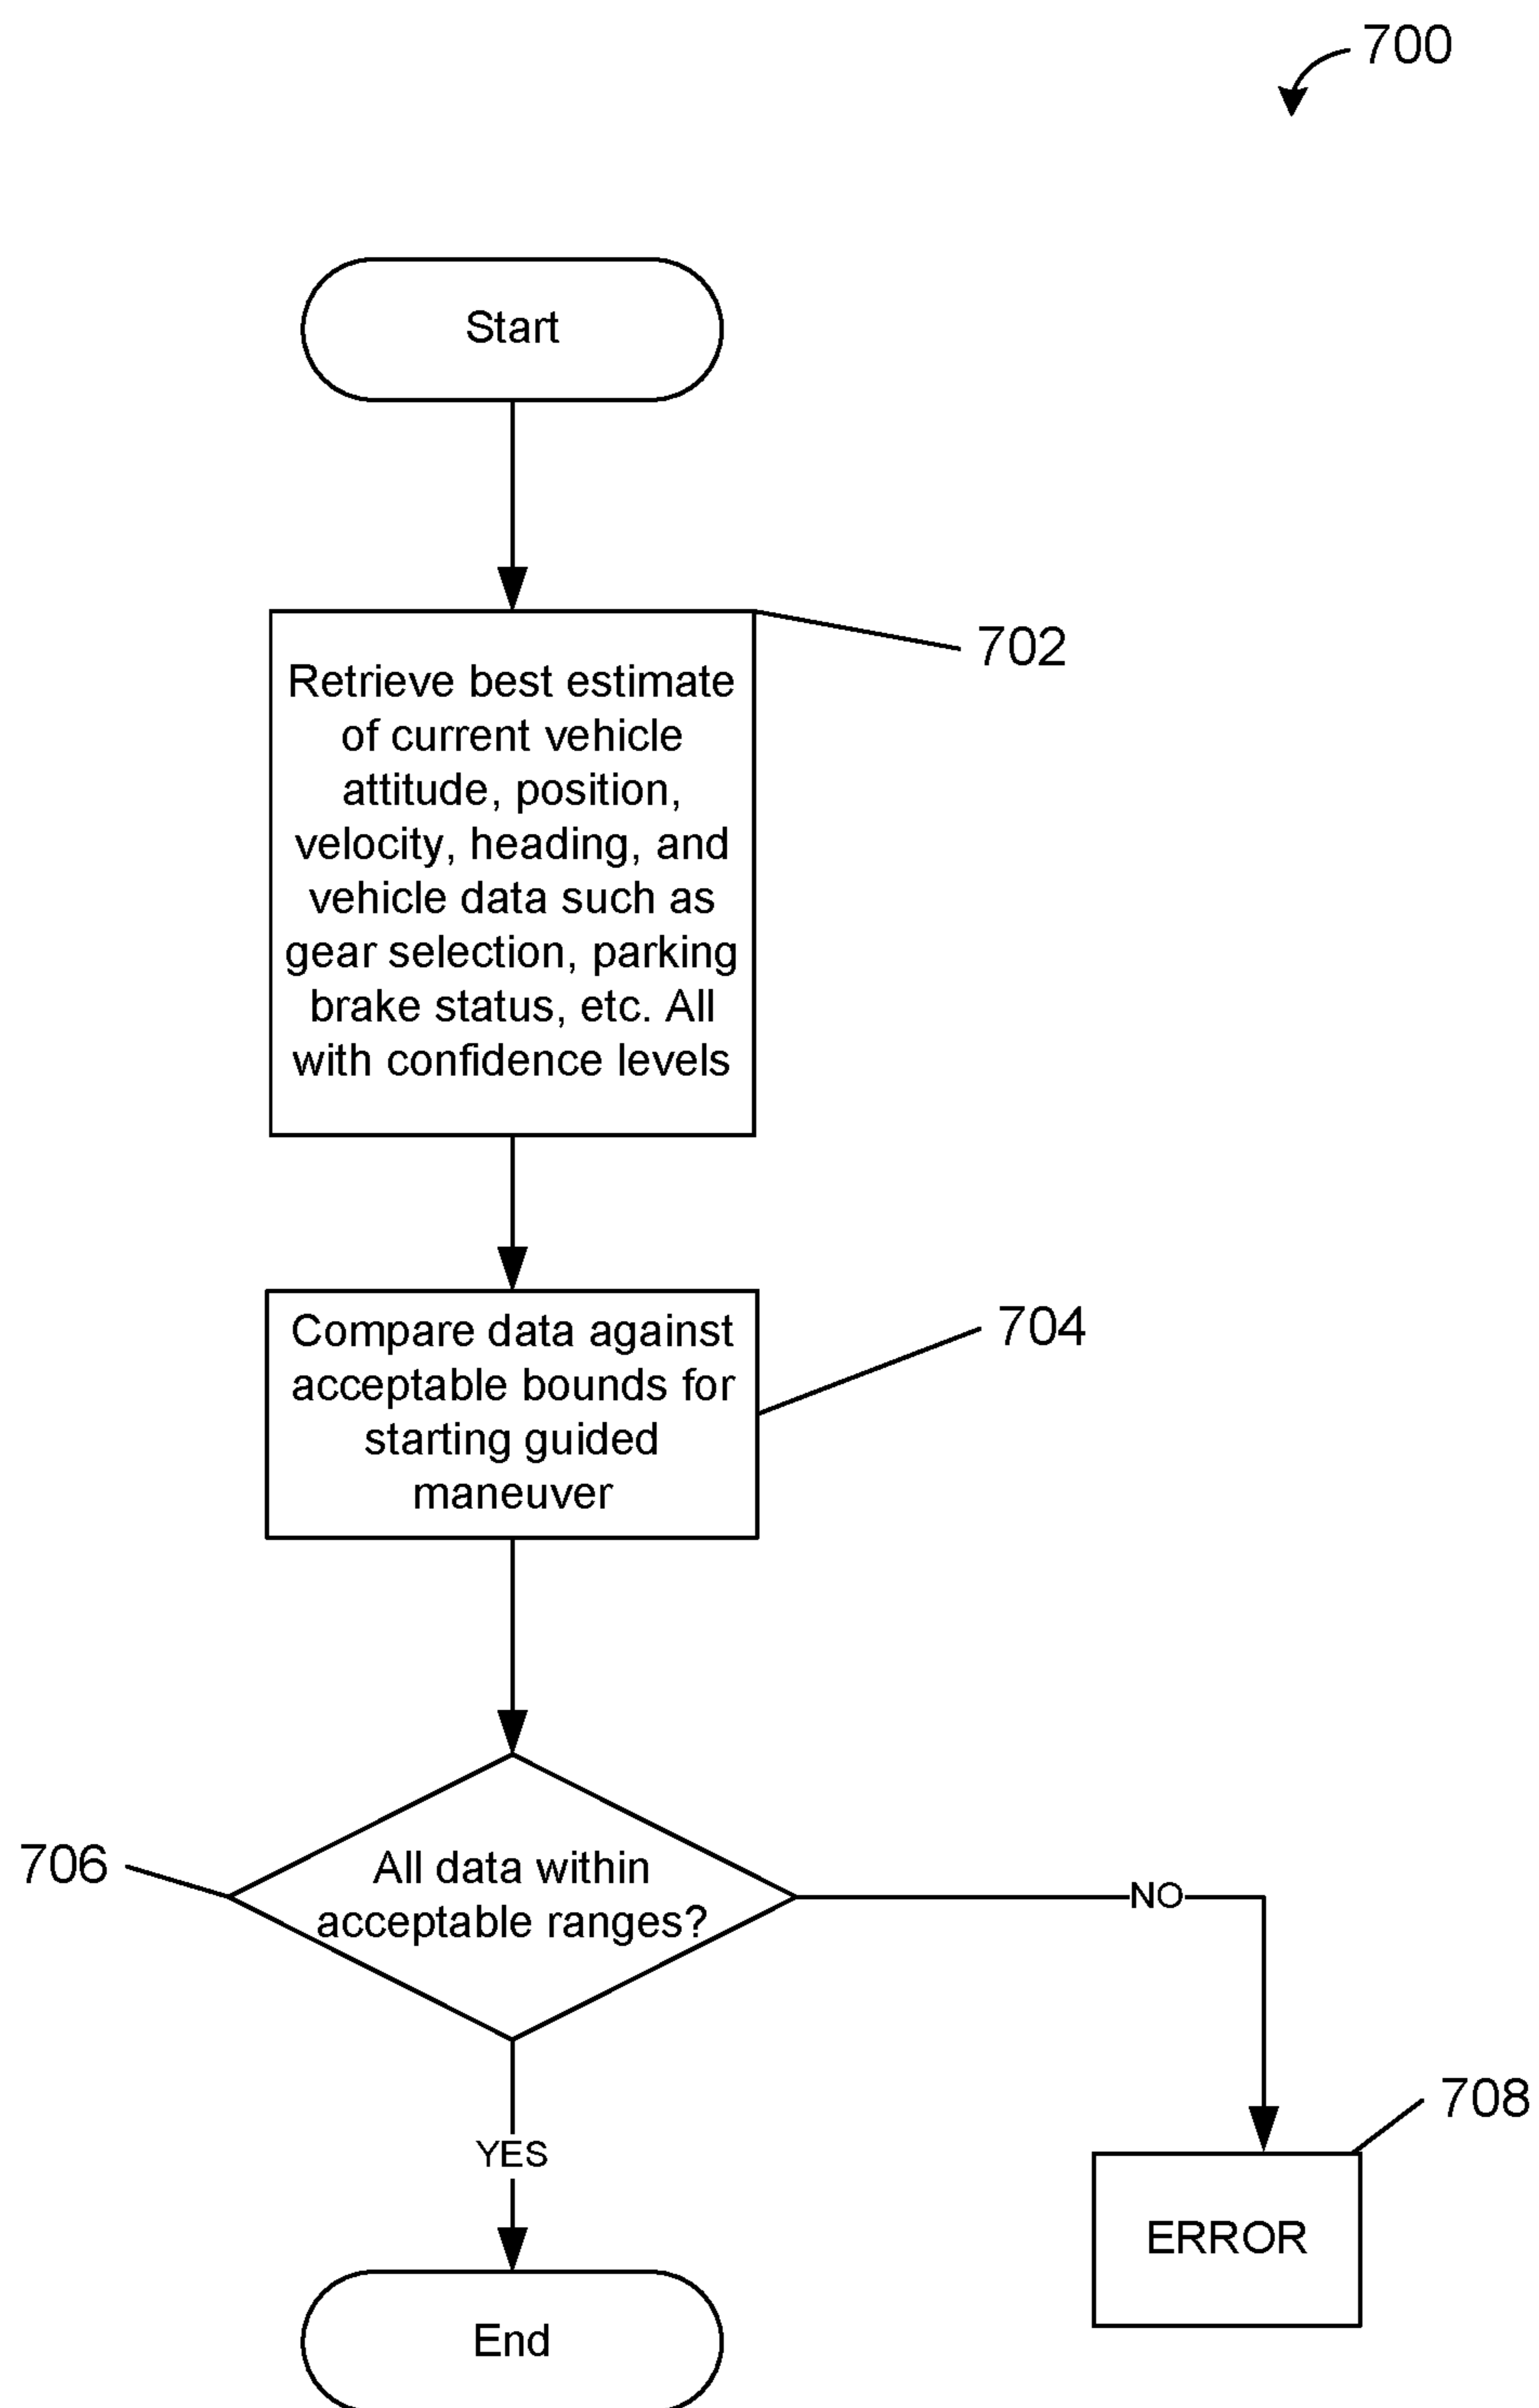 700
Start
702
Retrieve best estimate
of current vehicle
attitude, position,
velocity, heading, and
vehicle data such as
gear selection, parking
brake status, etc. All
with confidence levels
704
Compare data against
acceptable bounds for
starting guided
maneuver
706
All data within
acceptable ranges?
NO
YES
708
ERROR
End